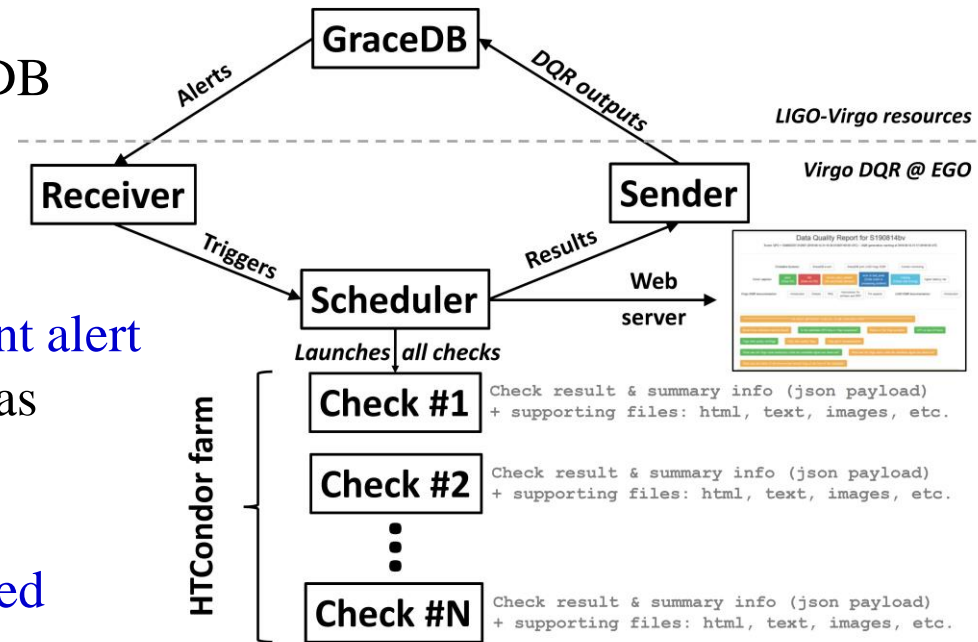 DB
GraceDB
Alerts
DQR outputs
LIGO-Virgo resources
Virgo DQR @ EGO
Receiver
Sender
Triggers
Results
Data Quality Report for S190814bv
Scheduler
Web
server
nt alert
as
Launches all checks
HTCondor farm
Check #1
Check result & summary info (json payload)
+ supporting files: html, text, images, etc.
Check #2
Check result & summary info (json payload)
+ supporting files: html, text, images, etc.
ed
Check #N
Check result & summary info (json payload)
+ supporting files: html, text, images, etc.